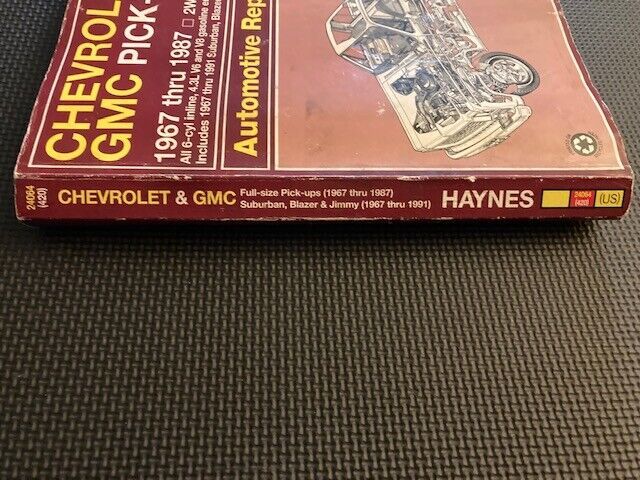 CHEVROL
GMC PICK-
1967 thru 1987 □ 2W
All 6-cyl inline, 4.3L V6 and V8 gasoline e
Includes 1967 thru 1991 Suburban, Blaze
Automotive Rep
24064
(420)
CHEVROLET & GMC
Full-size Pick-ups (1967 thru 1987)
Suburban, Blazer & Jimmy (1967 thru 1991)
HAYNES
24064
(420)
(US)